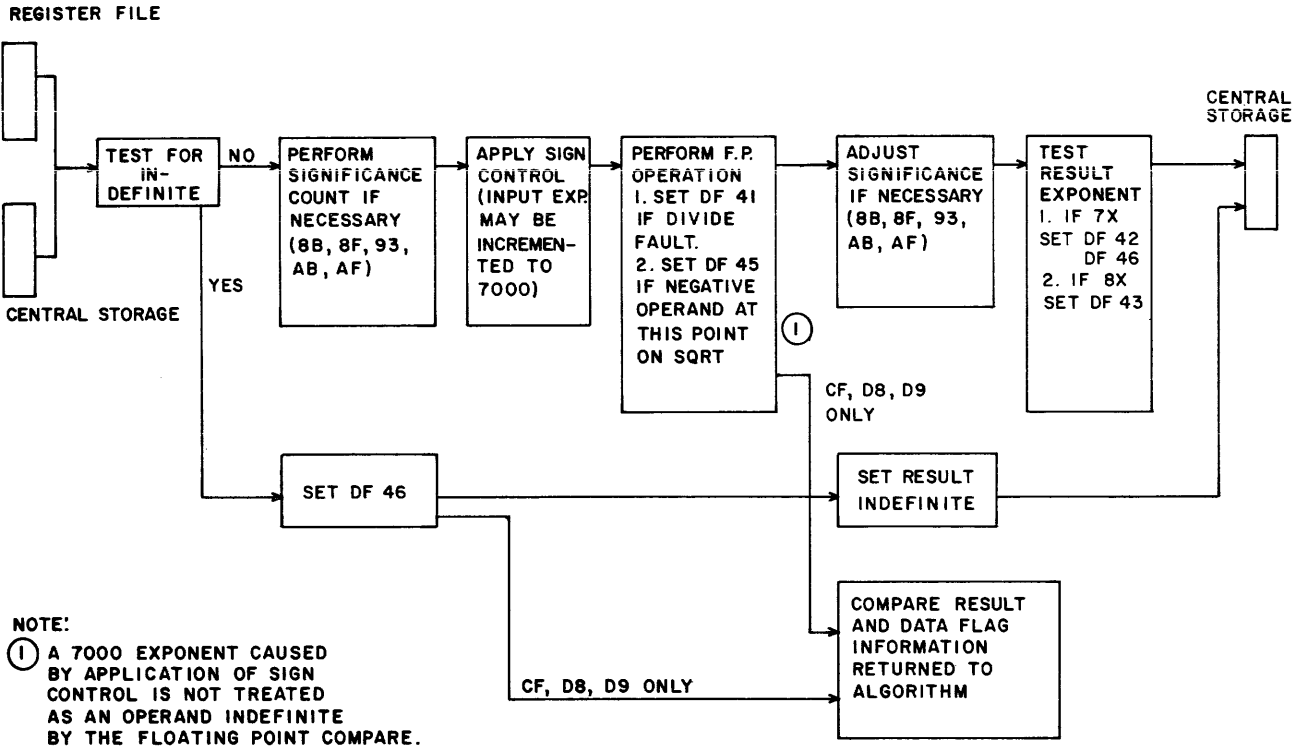 REGISTER FILE
CENTRAL STORAGE
CENTRAL
STORAGE
TEST FOR
IN-
DEFINITE
NO
YES
PERFORM
SIGNIFICANCE
COUNT IF
NECESSARY
(8B, 8F, 93,
AB, AF)
APPLY SIGN
CONTROL
(INPUT EXP.
MAY BE
INCREMEN-
TED TO
7000)
PERFORM F.P.
OPERATION
1. SET DF 41
IF DIVIDE
FAULT.
2. SET DF 45
IF NEGATIVE
OPERAND AT
THIS POINT
ON SQRT
1
ADJUST
SIGNIFICANCE
IF NECESSARY
(8B, 8F, 93,
AB, AF)
TEST
RESULT
EXPONENT
1. IF 7X
SET DF 42
DF 46
2. IF 8X
SET DF 43
CF, D8, D9
ONLY
SET DF 46
SET RESULT
INDEFINITE
CF, D8, D9 ONLY
COMPARE RESULT
AND DATA FLAG
INFORMATION
RETURNED TO
ALGORITHM
NOTE:
1 A 7000 EXPONENT CAUSED
BY APPLICATION OF SIGN
CONTROL IS NOT TREATED
AS AN OPERAND INDEFINITE
BY THE FLOATING POINT COMPARE.